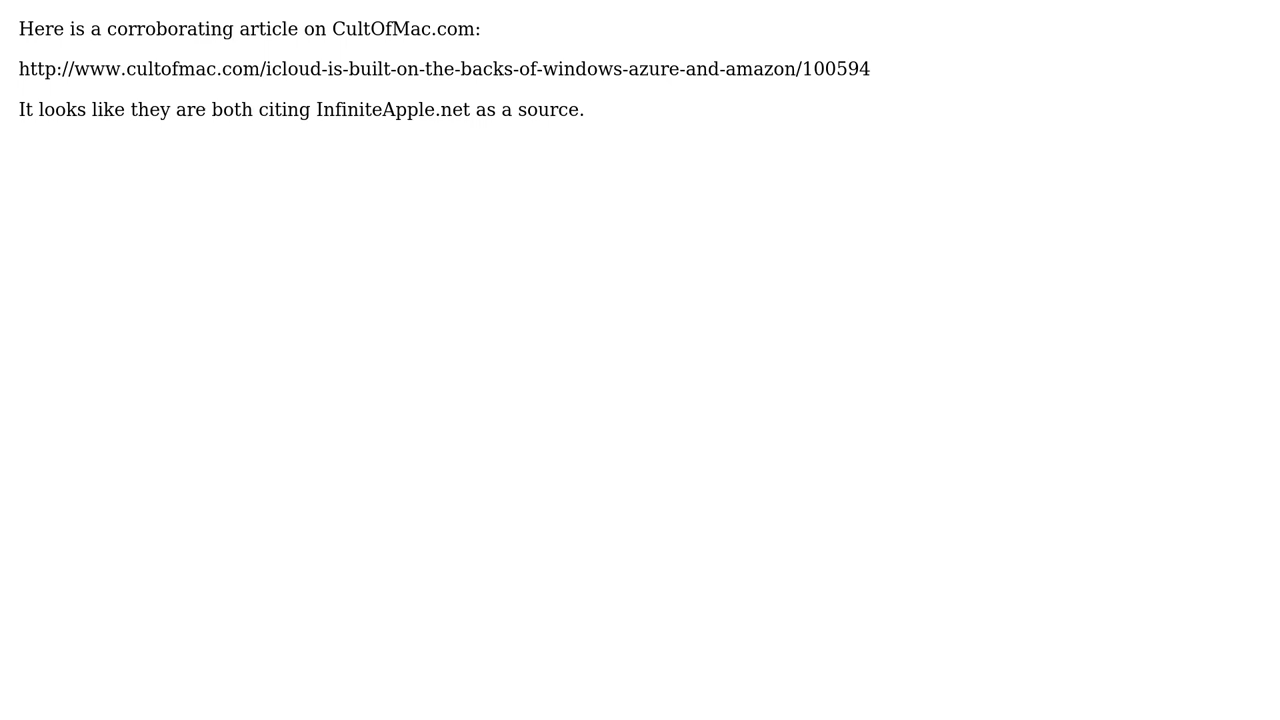 Here is a corroborating article on CultOfMac.com:
http://www.cultofmac.com/icloud-is-built-on-the-backs-of-windows-azure-and-amazon/100594
It looks like they are both citing InfiniteApple.net as a source.